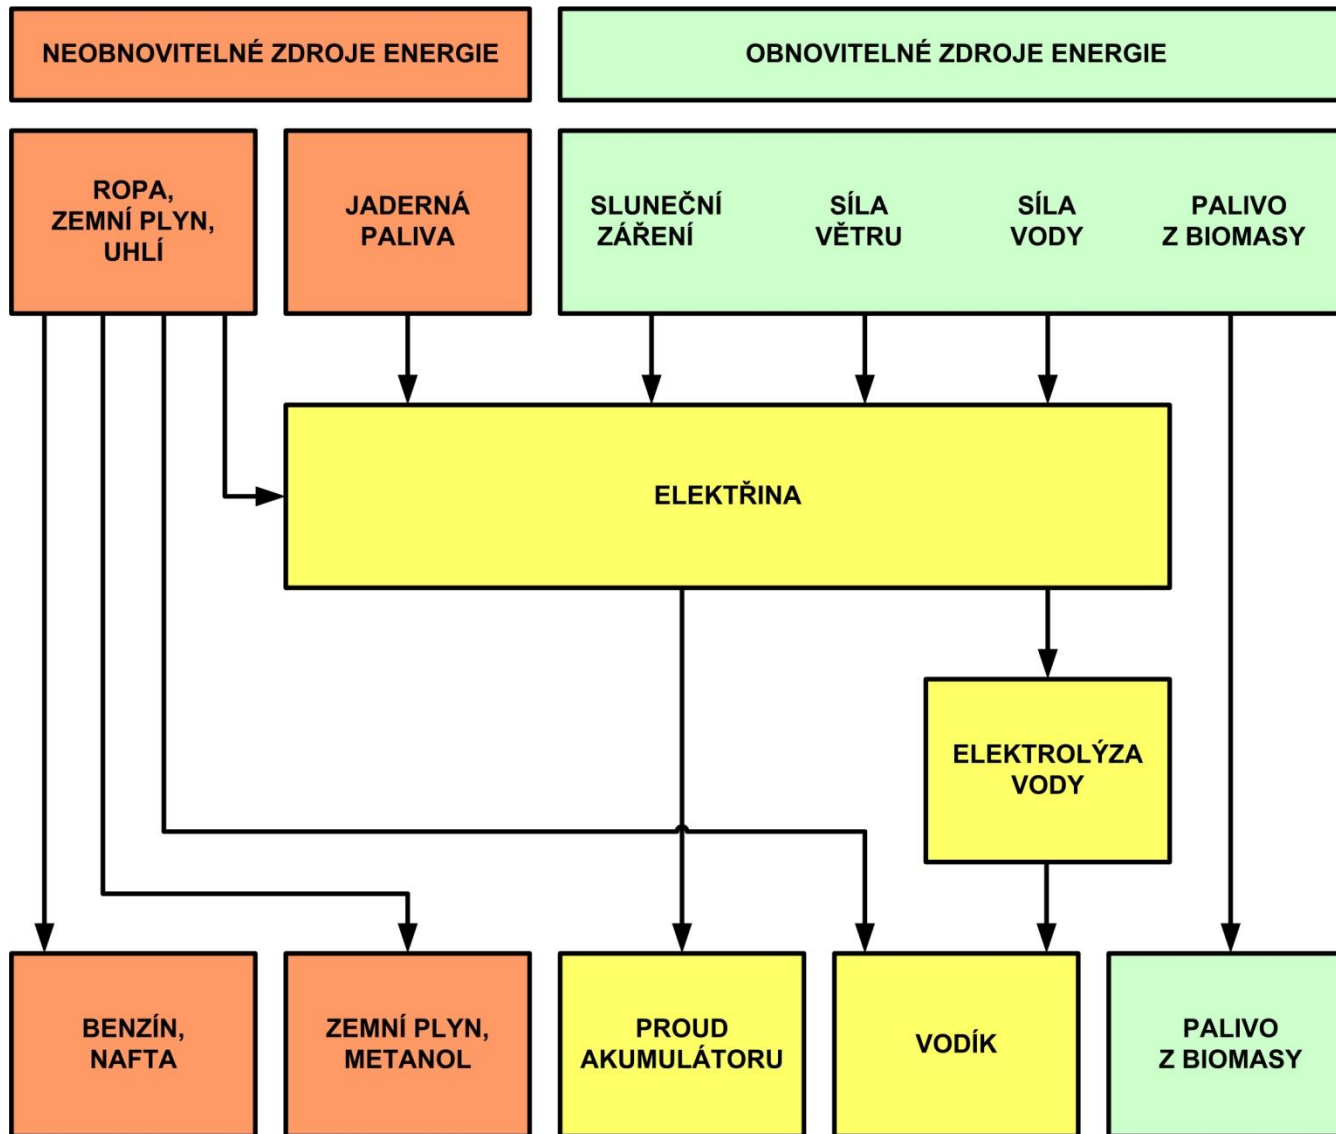 NEOBNOVITELNÉ ZDROJE ENERGIE
OBNOVITELNÉ ZDROJE ENERGIE
ROPA,
ZEMNÍ PLYN,
UHLÍ
JADERNÁ
PALIVA
SLUNEČNÍ
ZÁŘENÍ
SÍLA
VĚTRU
SÍLA
VODY
PALIVO
Z BIOMASY
ELEKTŘINA
ELEKTROLÝZA
VODY
BENZÍN,
NAFTA
ZEMNÍ PLYN,
METANOL
PROUD
AKUMULÁTORU
VODÍK
PALIVO
Z BIOMASY